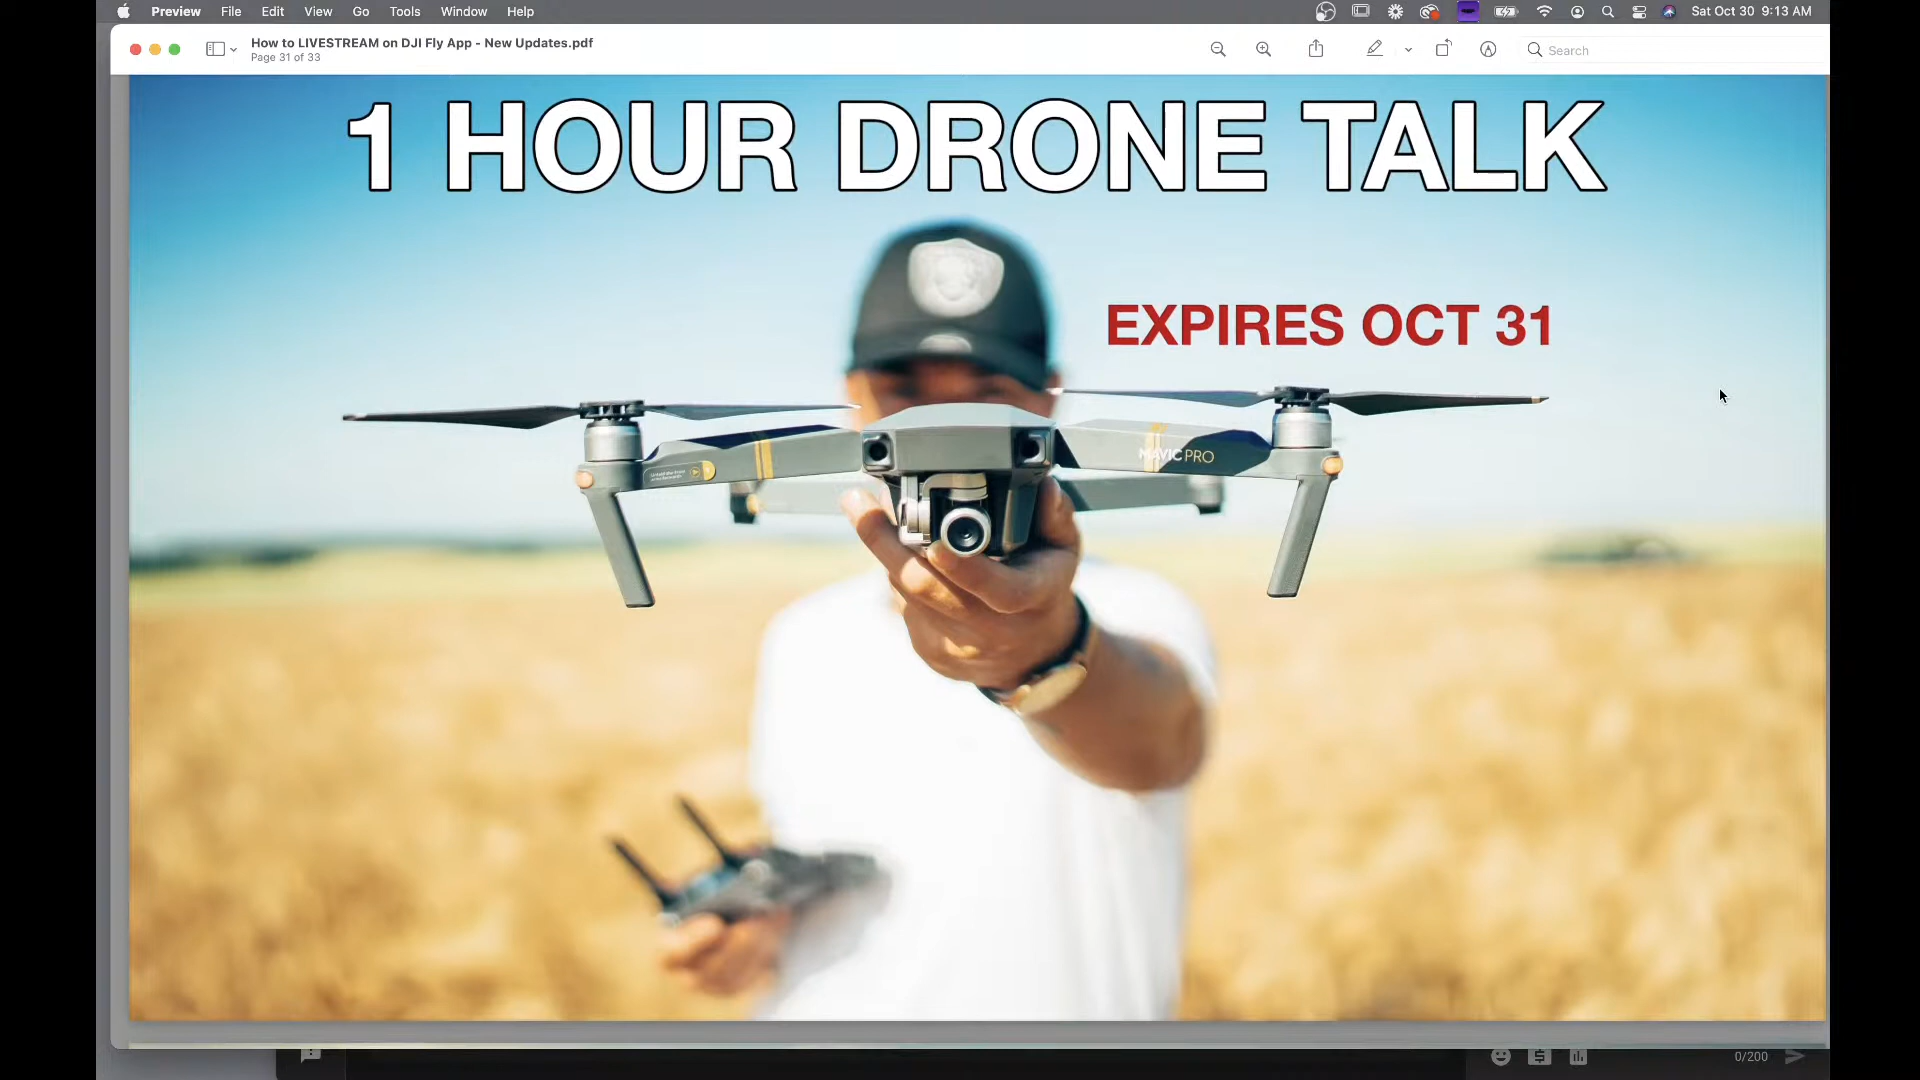 Preview File Edit View Go Tools Window Help Sat Oct 30 9:13 AM
How to LIVESTREAM on DJI Fly App - New Updates.pdf
Page 31 of 33
Search
1 HOUR DRONE TALK
EXPIRES OCT 31
MAVIC PRO
0/200